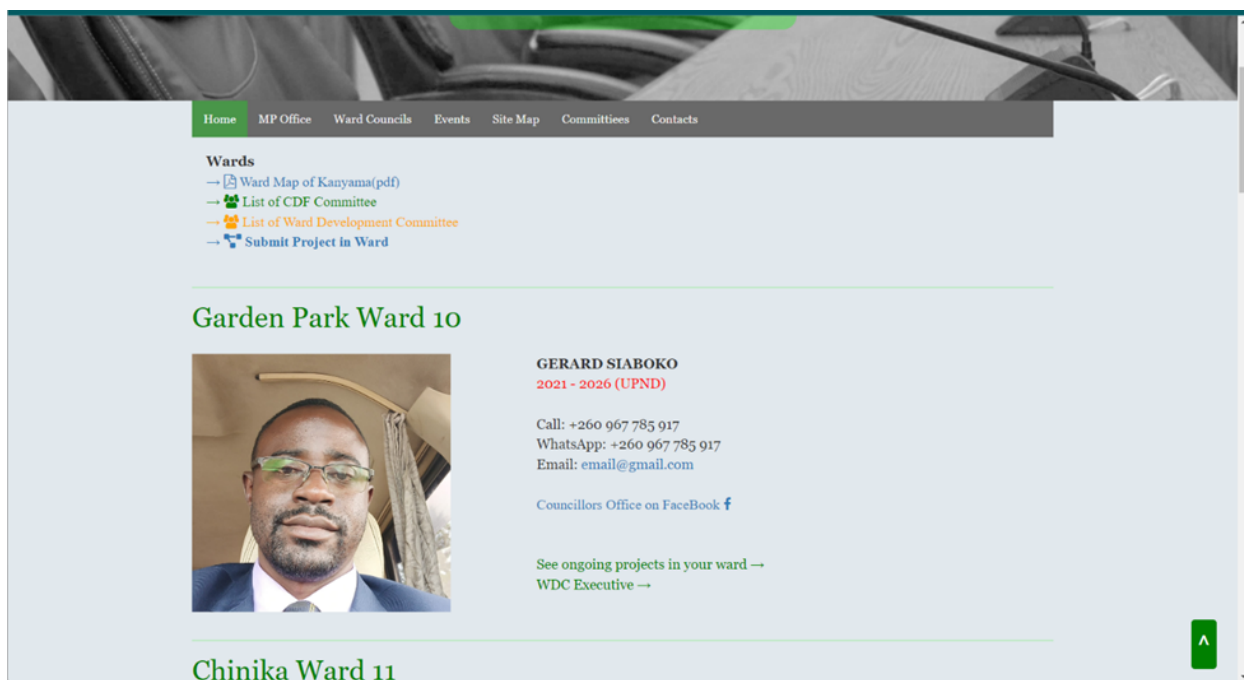 Home MP Office Ward Councils Events Site Map Committiees Contacts
Wards
→ Ward Map of Kanyama(pdf)
→ List of CDF Committee
→ List of Ward Development Committee
→ Submit Project in Ward
Garden Park Ward 10
GERARD SIABOKO
2021 - 2026 (UPND)
Call: +260 967 785 917
WhatsApp: +260 967 785 917
Email: email@gmail.com
Councillors Office on FaceBook
See ongoing projects in your ward →
WDC Executive →
Chinika Ward 11